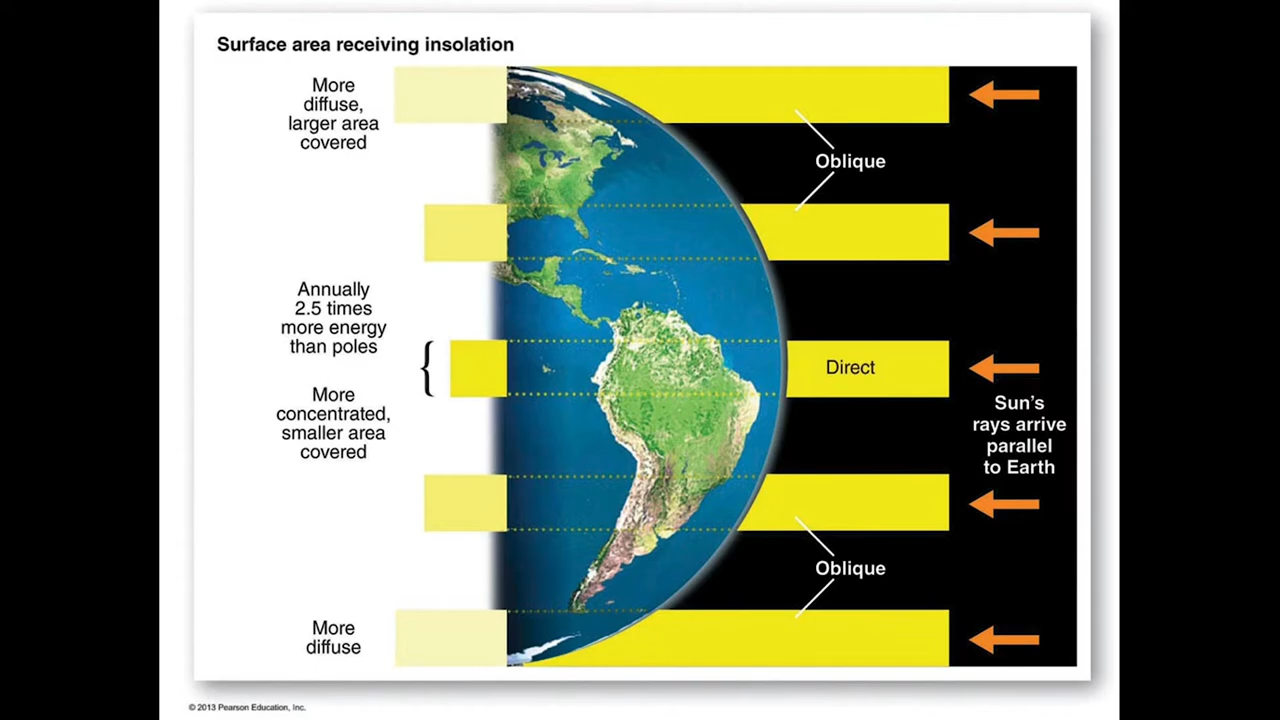 Surface area receiving insolation
More
diffuse,
larger area
covered
Oblique
Annually
2.5 times
more energy
than poles
Direct
More
concentrated,
smaller area
covered
Sun's
rays arrive
parallel
to Earth
Oblique
More
diffuse
© 2013 Pearson Education, Inc.